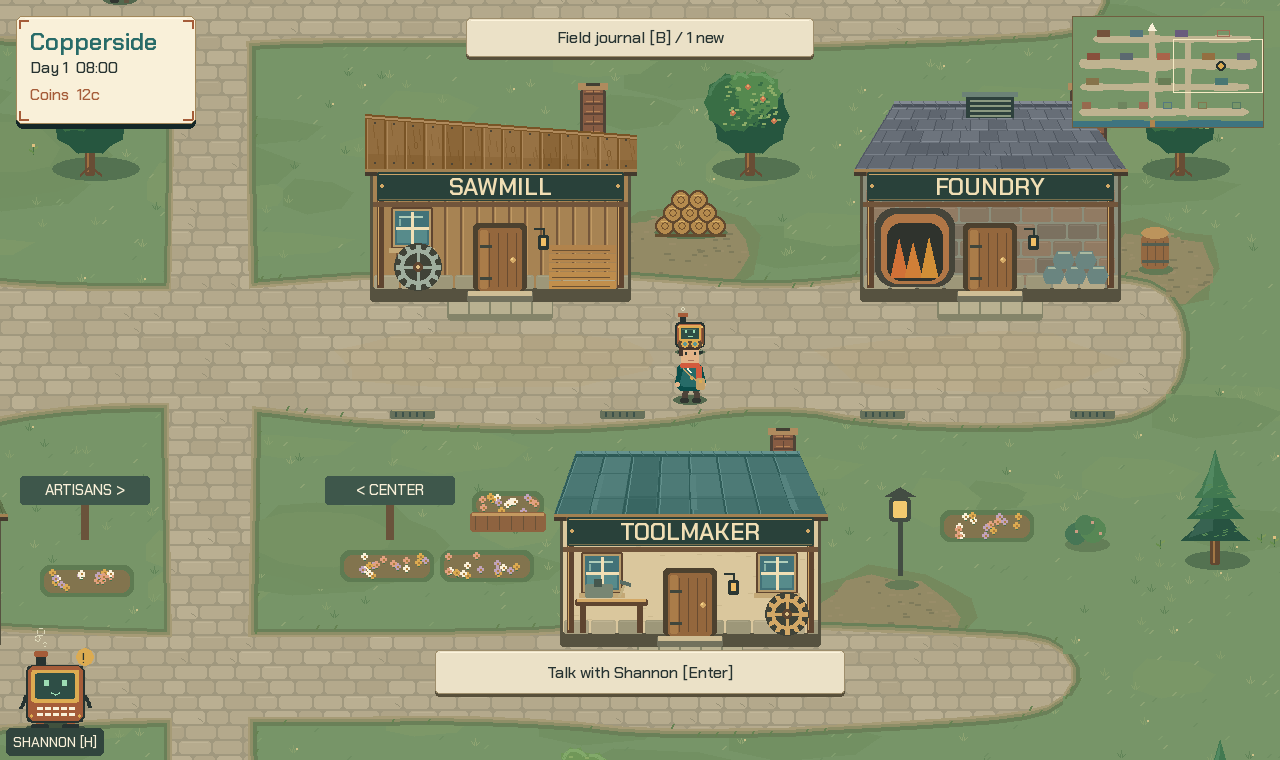 Copperside
Day 1 08:00
Coins 12c
Field journal [B] / 1 new
SAWMILL
FOUNDRY
ARTISANS >
< CENTER
TOOLMAKER
!
Talk with Shannon [Enter]
SHANNON [H]